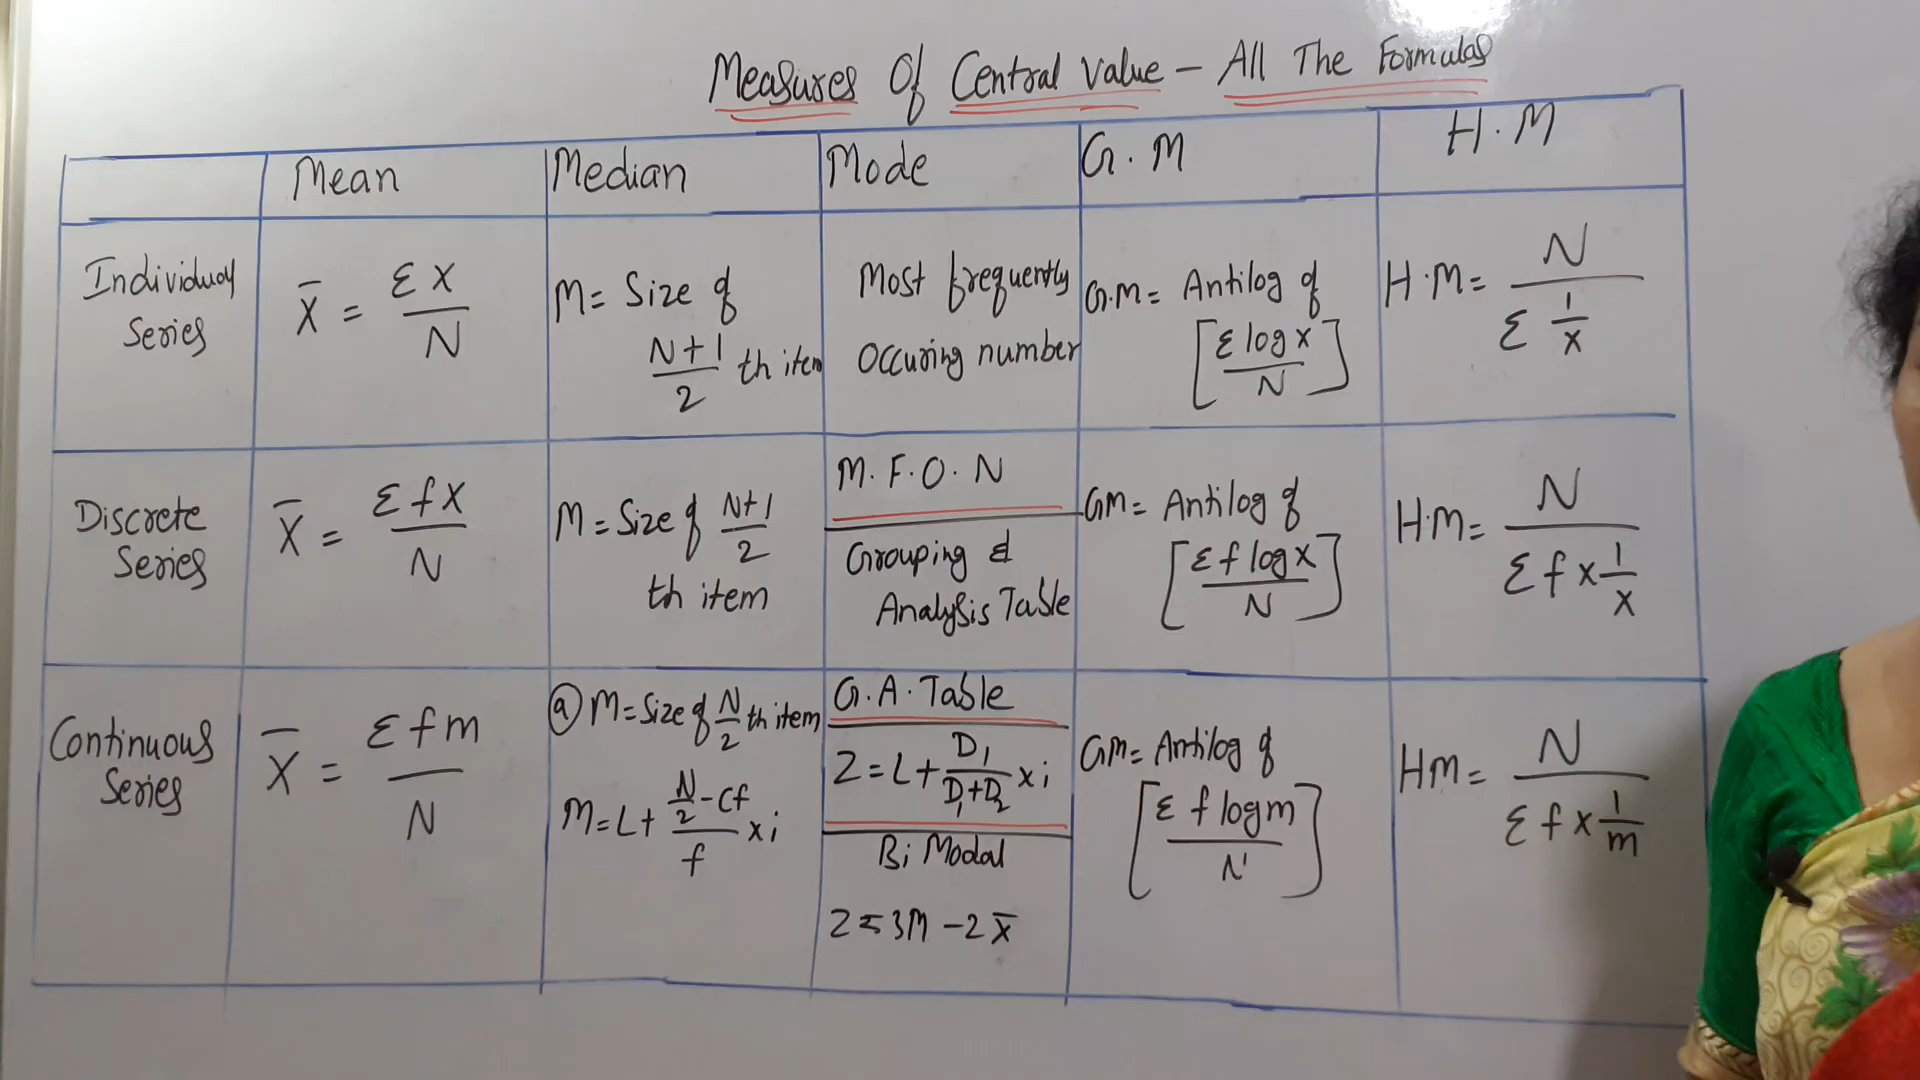 Measures Of Central Value - All The Formulas
Mean Median Mode G.M H.M
Individual Series
X̄ = ΣX / N
M = Size of N+1 / 2 th item
Most frequently
Occuring number
G.M = Antilog of
[Σ log x / N]
H.M = N / Σ 1/x
Discrete Series
X̄ = ΣfX / N
M = Size of N+1 / 2
th item
M.F.O.N
Grouping &
Analysis Table
GM = Antilog of
[Σ f log x / N]
H.M = N / Σ f x 1/x
Continuous Series
X̄ = Σfm / N
(a) M = Size of N/2 th item
M = L + N/2 - Cf / f x i
G.A. Table
Z = L + D1 / D1+D2 x i
Bi Modal
Z = 3M - 2X̄
GM = Antilog of
[Σ f log m / N]
HM = N / Σ f x 1/m